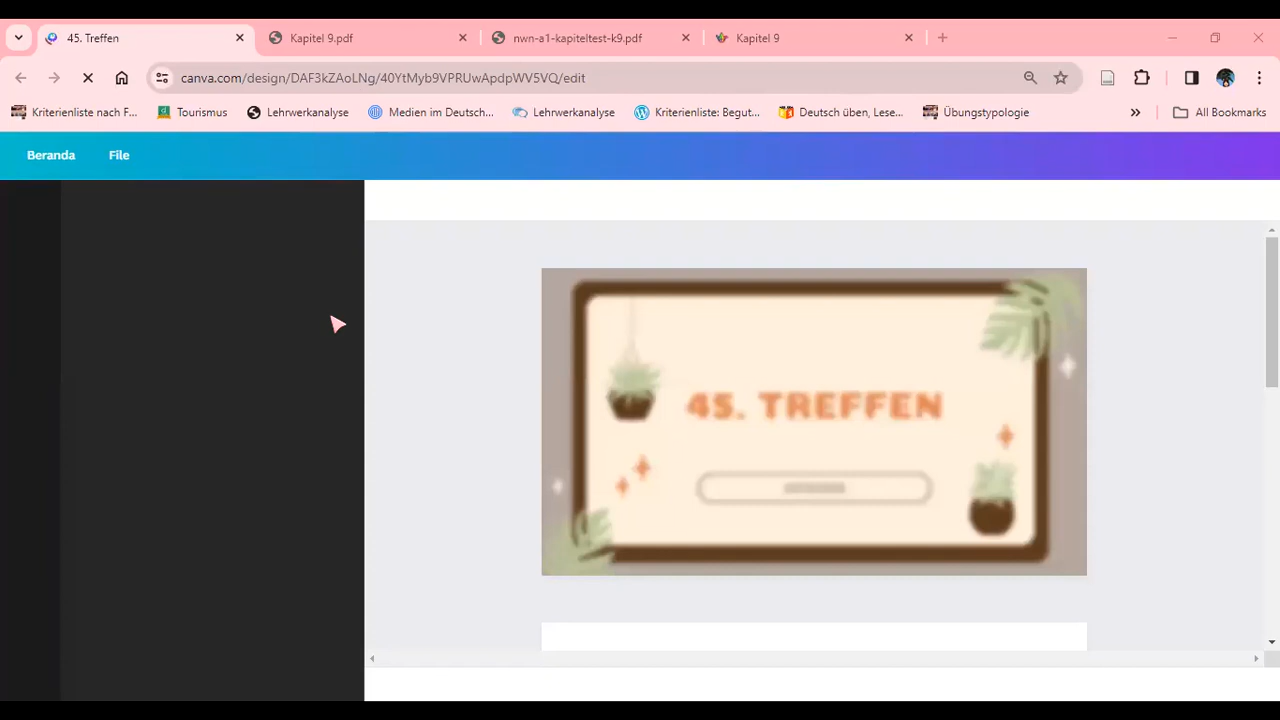 45. Treffen
Kapitel 9.pdf
nwn-a1-kapiteltest-k9.pdf
Kapitel 9
canva.com/design/DAF3kZAoLNg/40YtMyb9VPRUwApdpWV5VQ/edit
Kriterienliste nach F...
Tourismus
Lehrwerkanalyse
Medien im Deutsch...
Lehrwerkanalyse
Kriterienliste: Begut...
Deutsch üben, Lese...
Übungstypologie
»
All Bookmarks
Beranda
File
45. TREFFEN